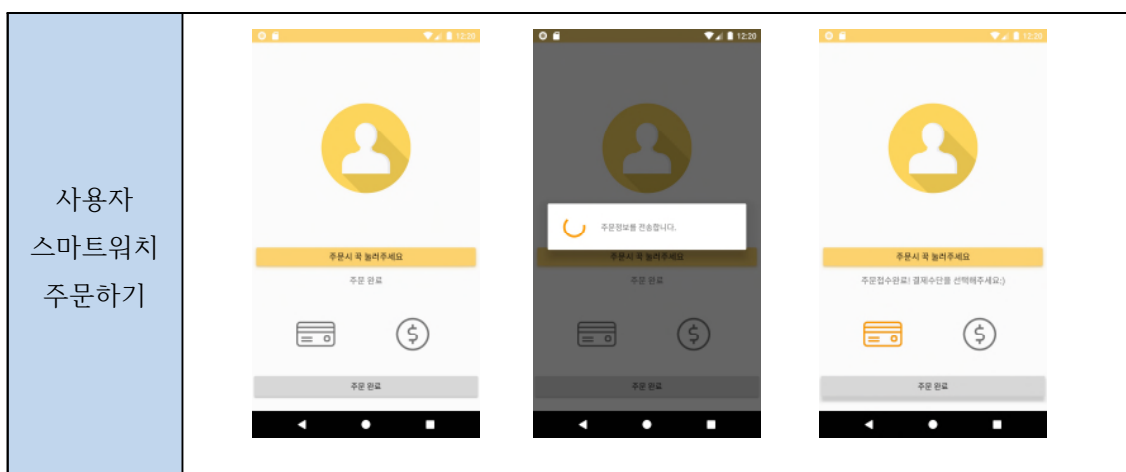 사용자
스마트워치
주문하기
12:20
주문시 꼭 눌러주세요
주문 완료
주문 완료
12:20
주문정보를 전송합니다.
주문시 꼭 눌러주세요
주문 완료
주문 완료
12:20
주문시 꼭 눌러주세요
주문접수완료! 결제수단을 선택해주세요:)
주문 완료